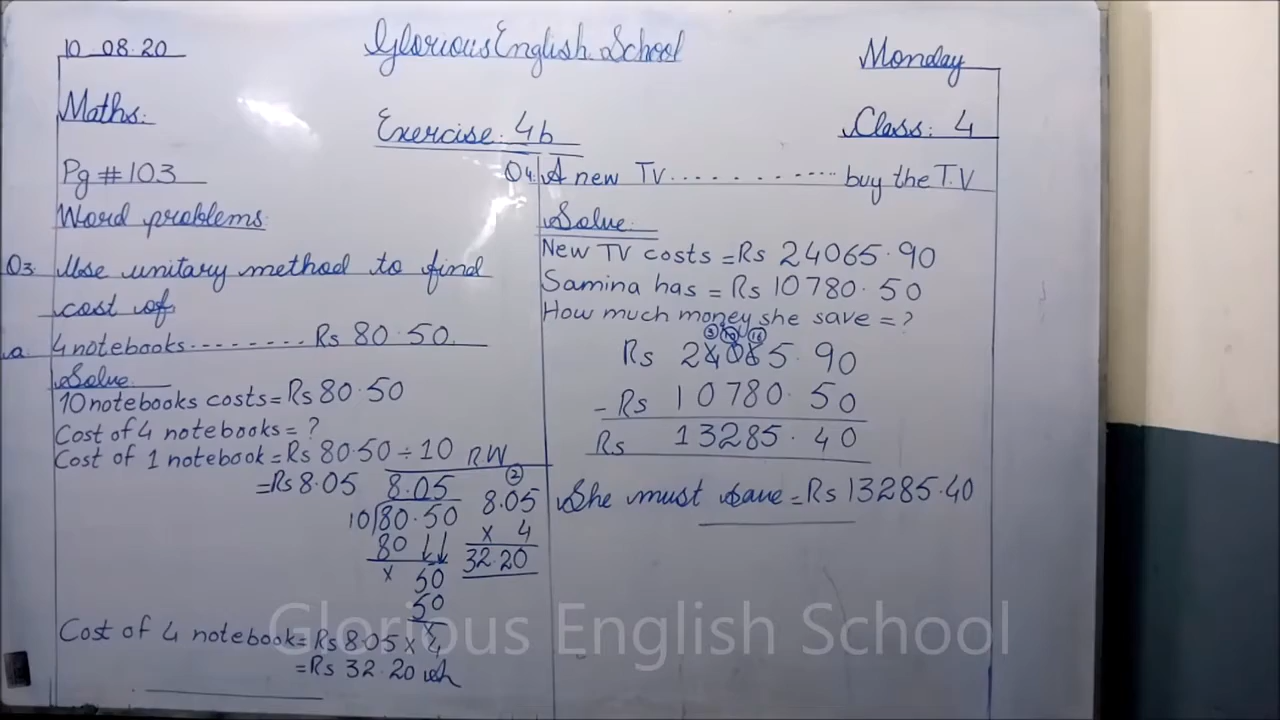 10.08.20
Glorious English School
Monday
Maths.
Exercise: 4b
Class: 4
Pg # 103
Word problems
Q3 Use unitary method to find
cost of
a. 4 notebooks-------- Rs 80.50
Solve
10 notebooks costs = Rs 80.50
Cost of 4 notebooks = ?
Cost of 1 notebook = Rs 80.50 ÷ 10
= Rs 8.05
RW
8.05
10)80.50
80 ↓↓
x 50
50
x
②
8.05
x 4
32.20
Cost of 4 notebook = Rs 8.05 x 4
= Rs 32.20
Q4. A new TV............ buy the T.V
Solve.
New TV costs = Rs 24065.90
Samina has = Rs 10780.50
How much money she save = ?
Rs 24065.90
- Rs 10780.50
Rs 13285.40
She must save = Rs 13285.40
Glorious English School